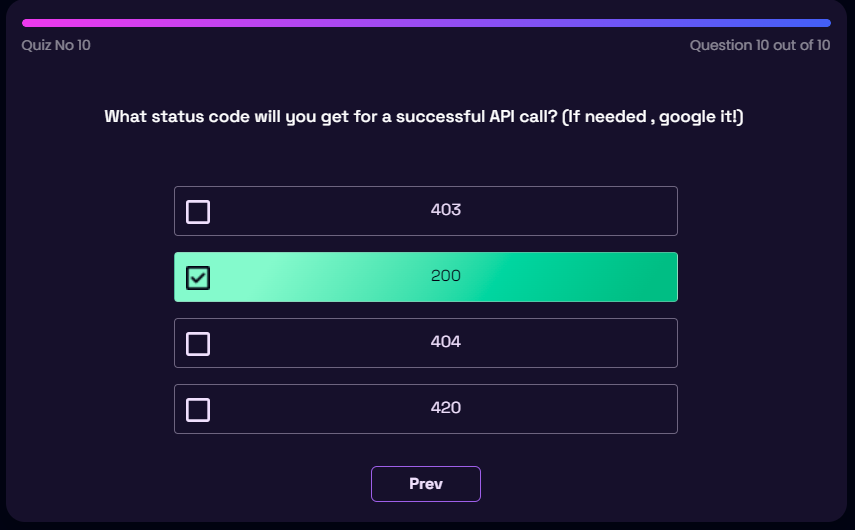 Quiz No 10
Question 10 out of 10
What status code will you get for a successful API call? (If needed , google it!)
403
200
404
420
Prev